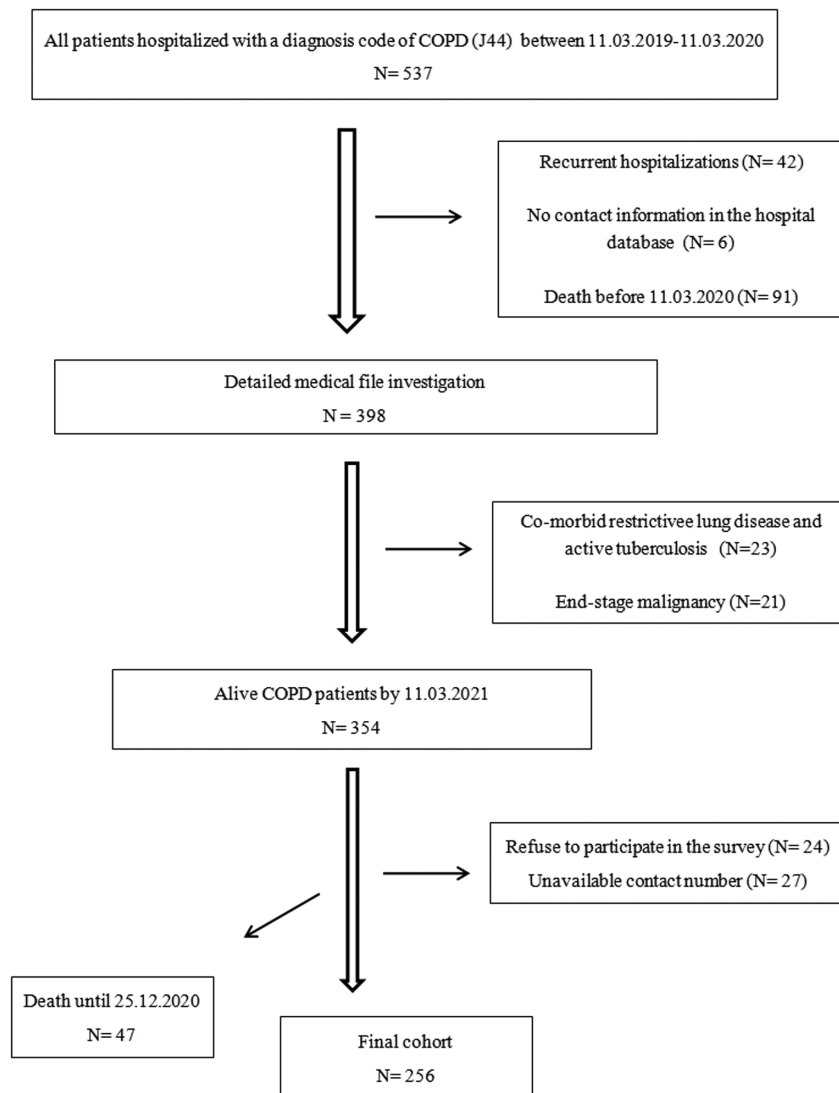 All patients hospitalized with a diagnosis code of COPD (J44) between 11.03.2019-11.03.2020
N= 537
Recurrent hospitalizations (N= 42)
No contact information in the hospital
database (N= 6)
Death before 11.03.2020 (N= 91)
Detailed medical file investigation
N = 398
Co-morbid restrictivee lung disease and
active tuberculosis (N=23)
End-stage malignancy (N=21)
Alive COPD patients by 11.03.2021
N= 354
Refuse to participate in the survey (N= 24)
Unavailable contact number (N= 27)
Death until 25.12.2020
N= 47
Final cohort
N= 256